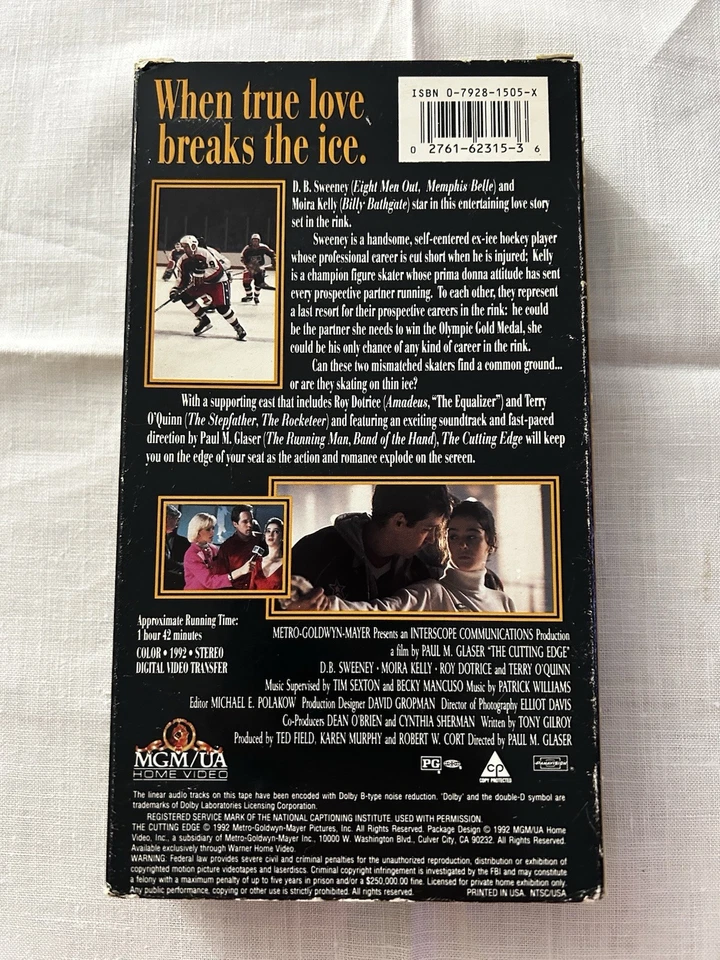 When true love
breaks the ice.
ISBN 0-7928-1505-X
0 2761-62315-3 6
D. B. Sweeney (Eight Men Out, Memphis Belle) and
Moira Kelly (Billy Bathgate) star in this entertaining love story
set in the rink.
Sweeney is a handsome, self-centered ex-ice hockey player
whose professional career is cut short when he is injured; Kelly
is a champion figure skater whose prima donna attitude has sent
every prospective partner running. To each other, they represent
a last resort for their prospective careers in the rink: he could
be the partner she needs to win the Olympic Gold Medal, she
could be his only chance of any kind of career in the rink.
Can these two mismatched skaters find a common ground...
or are they skating on thin ice?
With a supporting cast that includes Roy Dotrice (Amadeus, "The Equalizer") and Terry
O'Quinn (The Stepfather, The Rocketeer) and featuring an exciting soundtrack and fast-paced
direction by Paul M. Glaser (The Running Man, Band of the Hand), The Cutting Edge will keep
you on the edge of your seat as the action and romance explode on the screen.
Approximate Running Time:
1 hour 42 minutes
COLOR • 1992 • STEREO
DIGITAL VIDEO TRANSFER
METRO-GOLDWYN-MAYER Presents an INTERSCOPE COMMUNICATIONS Production
a film by PAUL M. GLASER "THE CUTTING EDGE"
D.B. SWEENEY • MOIRA KELLY • ROY DOTRICE and TERRY O'QUINN
Music Supervised by TIM SEXTON and BECKY MANCUSO Music by PATRICK WILLIAMS
Editor MICHAEL E. POLAKOW Production Designer DAVID GROPMAN Director of Photography ELLIOT DAVIS
Co-Producers DEAN O'BRIEN and CYNTHIA SHERMAN Written by TONY GILROY
Produced by TED FIELD, KAREN MURPHY and ROBERT W. CORT Directed by PAUL M. GLASER
MGM/UA
HOME VIDEO
PG
CP
COPY PROTECTED
The linear audio tracks on this tape have been encoded with Dolby B-type noise reduction. 'Dolby' and the double-D symbol are
trademarks of Dolby Laboratories Licensing Corporation.
REGISTERED SERVICE MARK OF THE NATIONAL CAPTIONING INSTITUTE. USED WITH PERMISSION.
THE CUTTING EDGE © 1992 Metro-Goldwyn-Mayer Pictures, Inc. All Rights Reserved. Package Design © 1992 MGM/UA Home
Video, Inc., a subsidiary of Metro-Goldwyn-Mayer Inc., 10000 W. Washington Blvd., Culver City, CA 90232. All Rights Reserved.
Available exclusively through Warner Home Video.
WARNING: Federal law provides severe civil and criminal penalties for the unauthorized reproduction, distribution or exhibition of
copyrighted motion picture videotapes and laserdiscs. Criminal copyright infringement is investigated by the FBI and may constitute
a felony with a maximum penalty of up to five years in prison and/or a $250,000.00 fine. Licensed for private home exhibition only.
Any public performance, copying or other use is strictly prohibited. All rights reserved. PRINTED IN USA. NTSC/USA